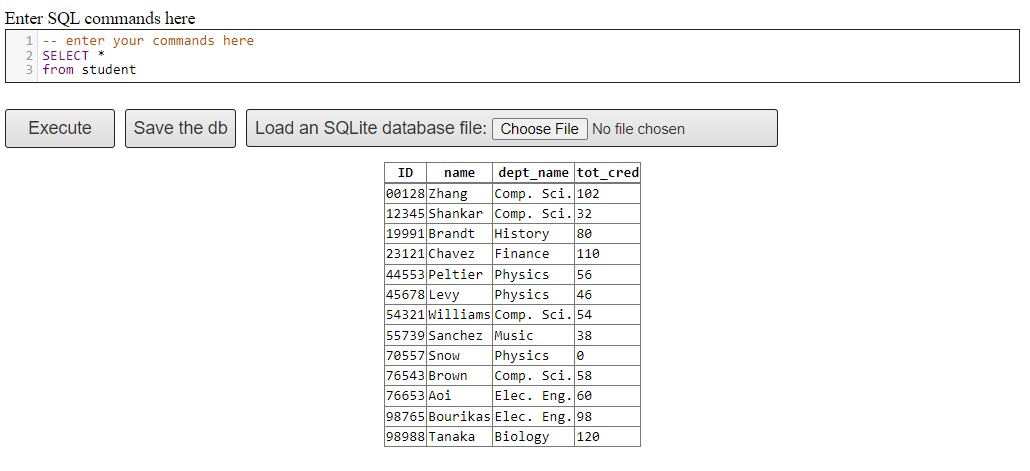 Enter SQL commands here
1 -- enter your commands here
2 SELECT *
3 from student
Execute Save the db Load an SQLite database file: Choose File No file chosen
ID name dept_name tot_cred
00128 Zhang Comp. Sci. 102
12345 Shankar Comp. Sci. 32
19991 Brandt History 80
23121 Chavez Finance 110
44553 Peltier Physics 56
45678 Levy Physics 46
54321 Williams Comp. Sci. 54
55739 Sanchez Music 38
70557 Snow Physics 0
76543 Brown Comp. Sci. 58
76653 Aoi Elec. Eng. 60
98765 Bourikas Elec. Eng. 98
98988 Tanaka Biology 120